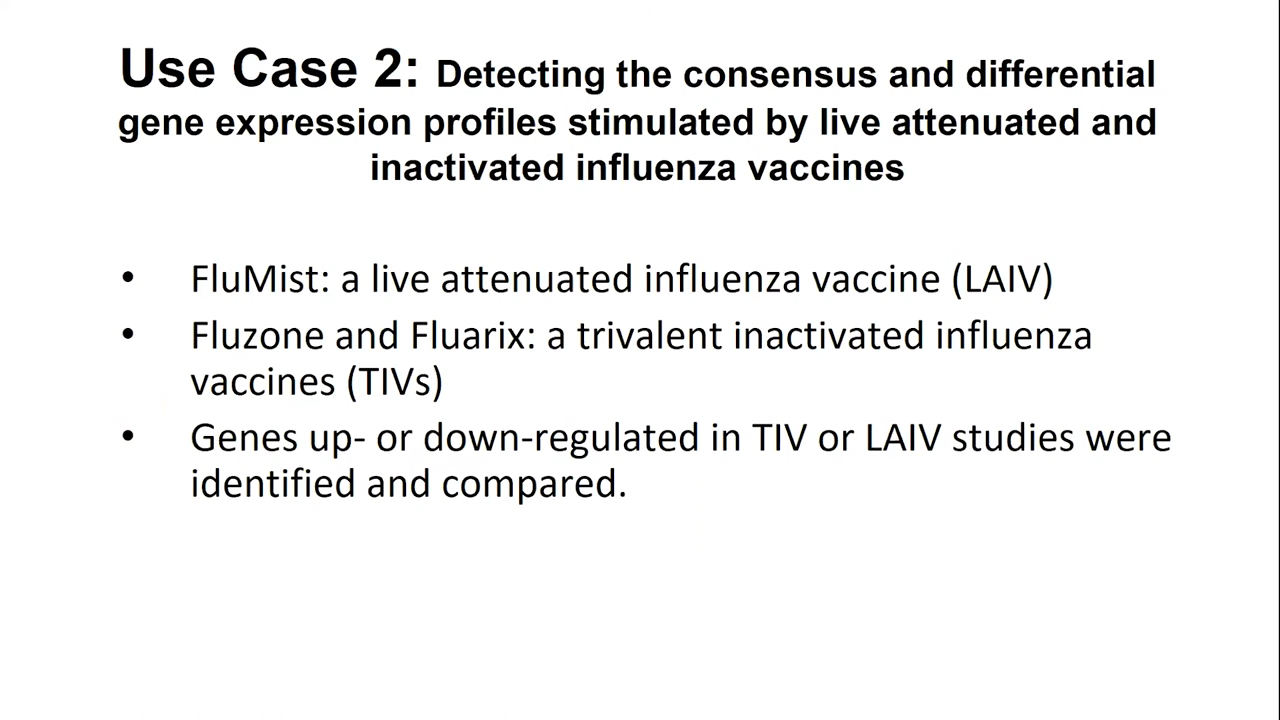 Use Case 2: Detecting the consensus and differential
gene expression profiles stimulated by live attenuated and
inactivated influenza vaccines
• FluMist: a live attenuated influenza vaccine (LAIV)
• Fluzone and Fluarix: a trivalent inactivated influenza
vaccines (TIVs)
• Genes up- or down-regulated in TIV or LAIV studies were
identified and compared.